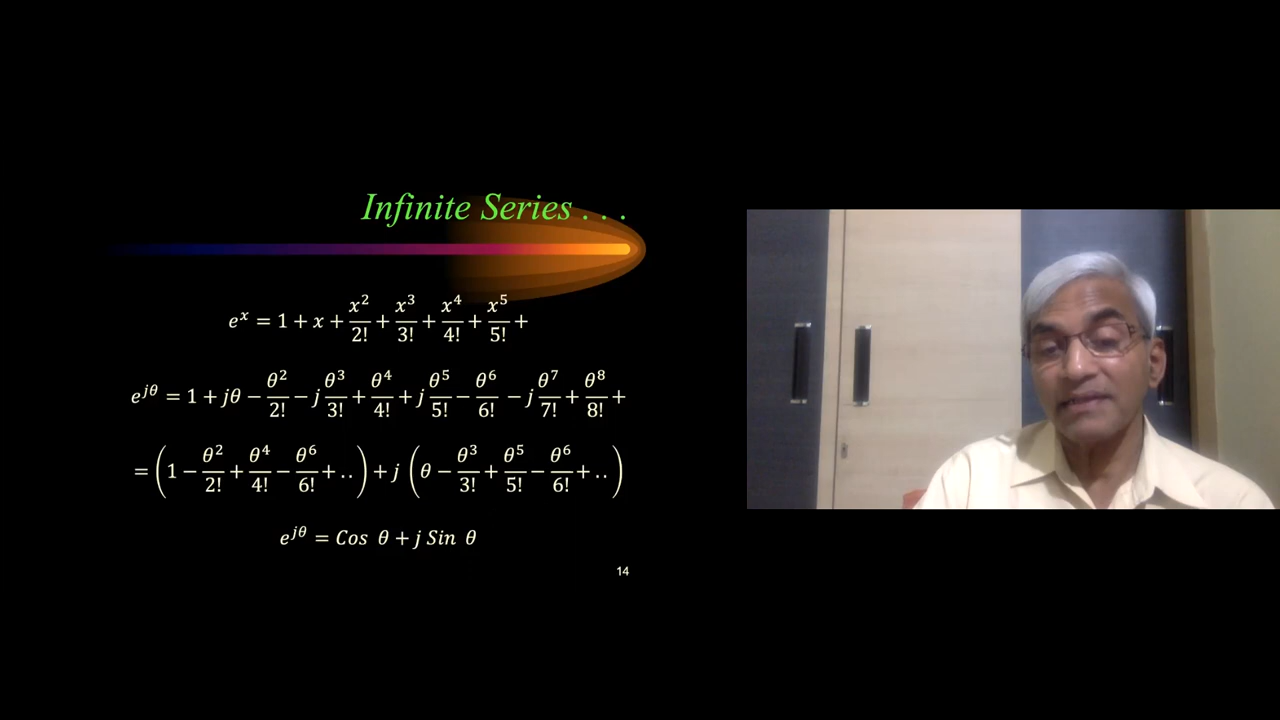 Infinite Series . . .
e^x = 1 + x + x^2/2! + x^3/3! + x^4/4! + x^5/5! +
e^{jθ} = 1 + jθ − θ^2/2! − j θ^3/3! + θ^4/4! + j θ^5/5! − θ^6/6! − j θ^7/7! + θ^8/8! +
= (1 − θ^2/2! + θ^4/4! − θ^6/6! + ..) + j (θ − θ^3/3! + θ^5/5! − θ^6/6! + ..)
e^{jθ} = Cos θ + j Sin θ
14